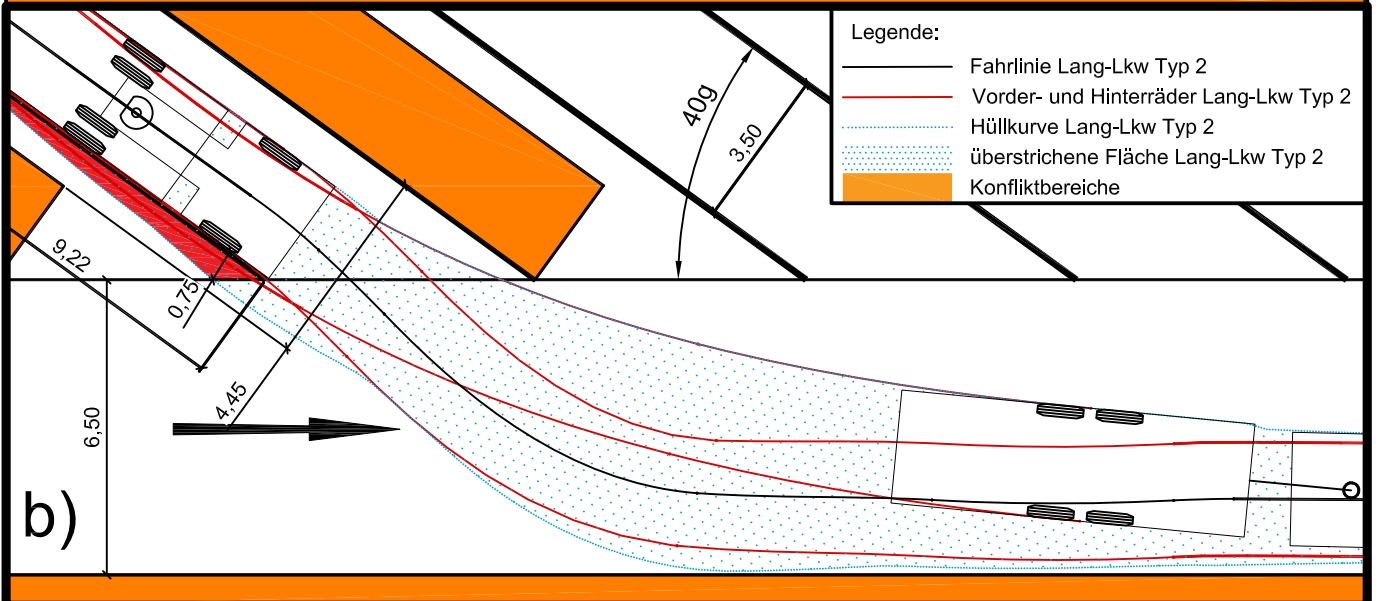 Legende:
Fahrlinie Lang-Lkw Typ 2
Vorder- und Hinterräder Lang-Lkw Typ 2
Hüllkurve Lang-Lkw Typ 2
überstrichene Fläche Lang-Lkw Typ 2
Konfliktbereiche
40g
3,50
9,22
0,75
4,45
6,50
b)